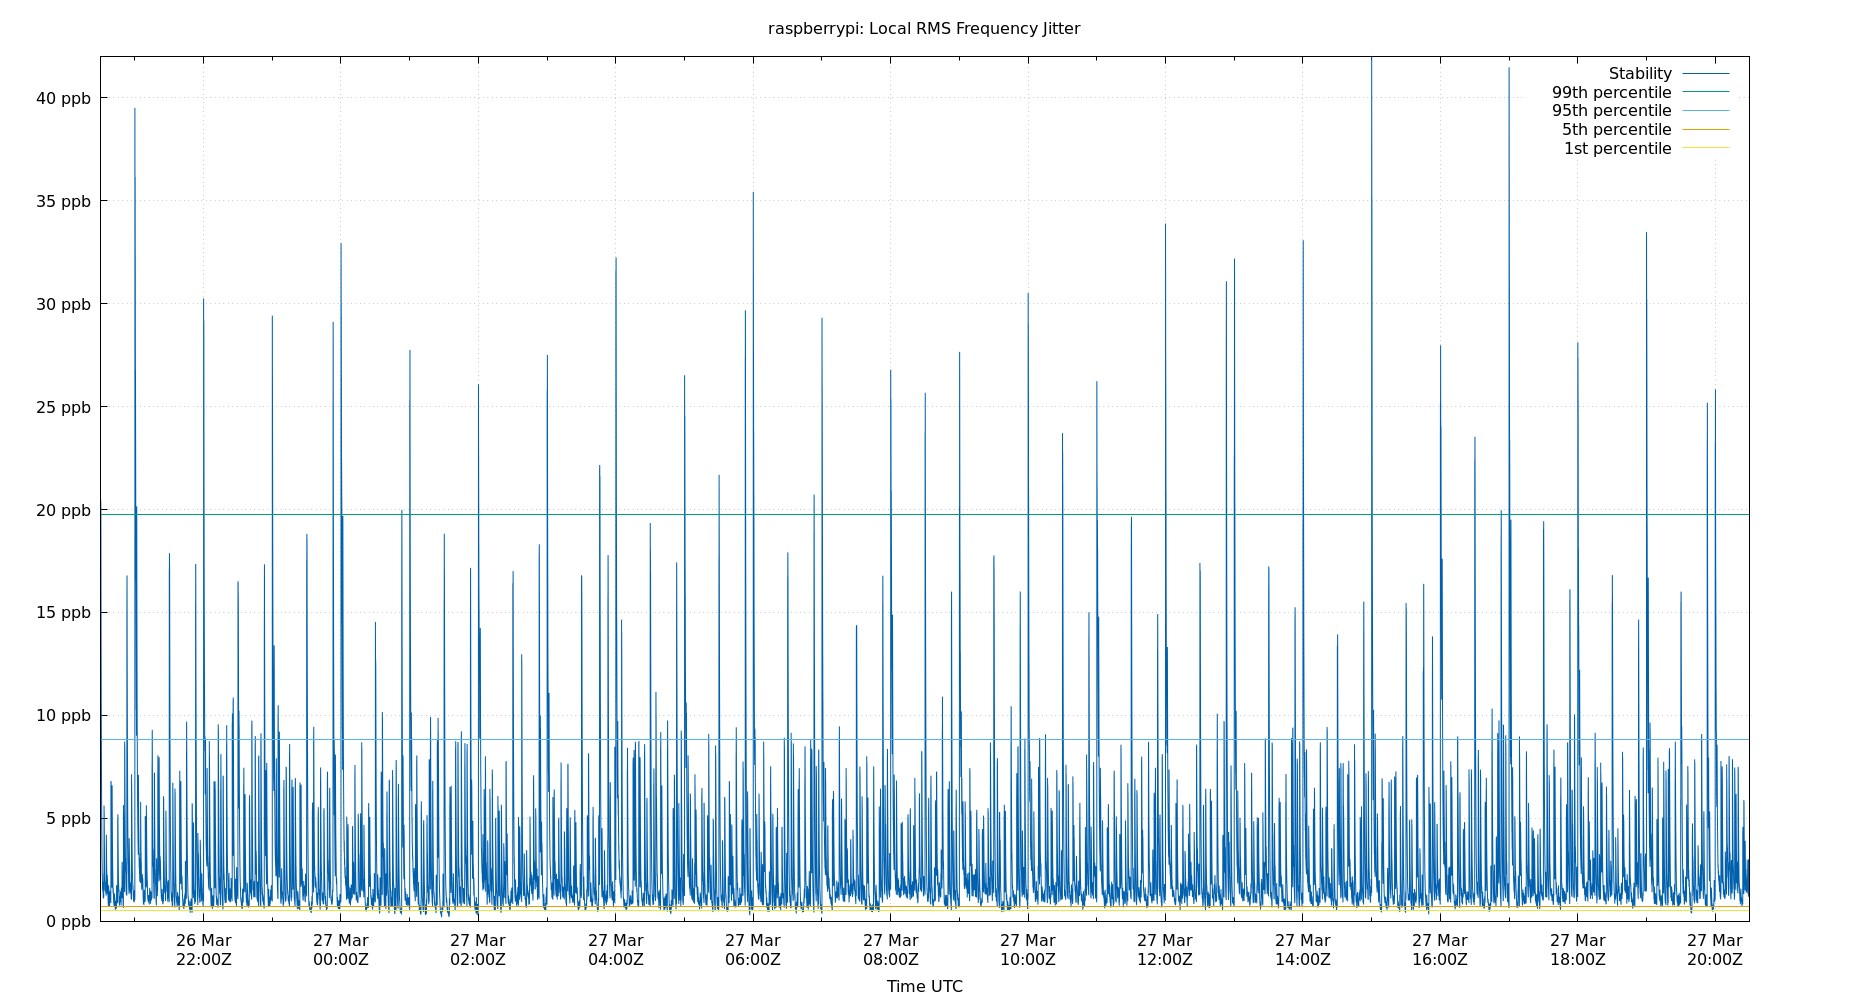 raspberrypi: Local RMS Frequency Jitter
Stability
99th percentile
95th percentile
5th percentile
1st percentile
40 ppb
35 ppb
30 ppb
25 ppb
20 ppb
15 ppb
10 ppb
5 ppb
0 ppb
26 Mar 27 Mar 27 Mar 27 Mar 27 Mar 27 Mar 27 Mar 27 Mar 27 Mar 27 Mar 27 Mar 27 Mar
22:00Z 00:00Z 02:00Z 04:00Z 06:00Z 08:00Z 10:00Z 12:00Z 14:00Z 16:00Z 18:00Z 20:00Z
Time UTC